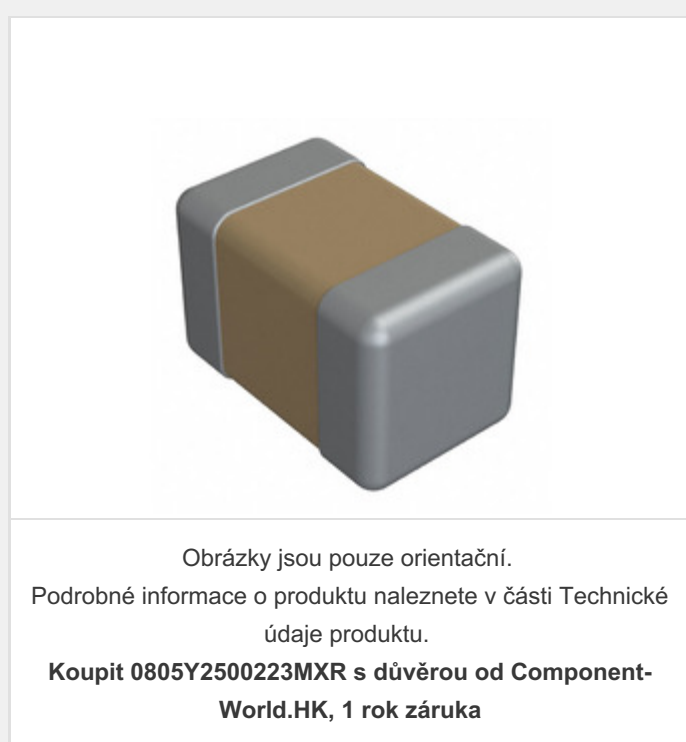 Obrázky jsou pouze orientační.
Podrobné informace o produktu naleznete v části Technické
údaje produktu.
Koupit 0805Y2500223MXR s důvěrou od Component-
World.HK, 1 rok záruka